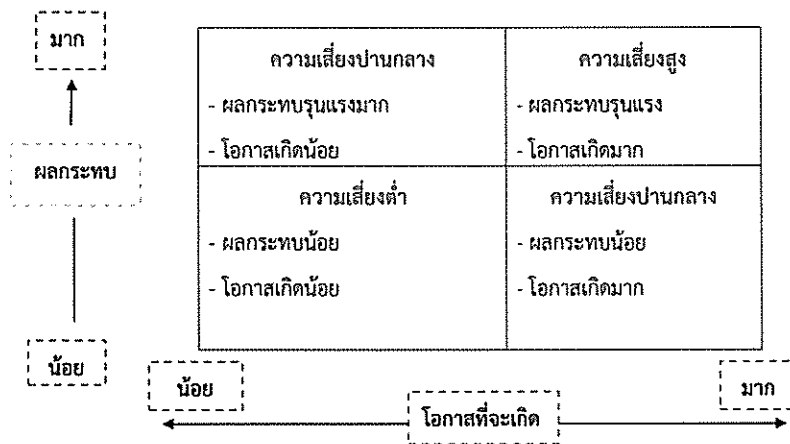 มาก
ผลกระทบ
น้อย
ความเสี่ยงปานกลาง
- ผลกระทบรุนแรงมาก
- โอกาสเกิดน้อย
ความเสี่ยงสูง
- ผลกระทบรุนแรง
- โอกาสเกิดมาก
ความเสี่ยงต่ำ
- ผลกระทบน้อย
- โอกาสเกิดน้อย
ความเสี่ยงปานกลาง
- ผลกระทบน้อย
- โอกาสเกิดมาก
น้อย
โอกาสที่จะเกิด
มาก